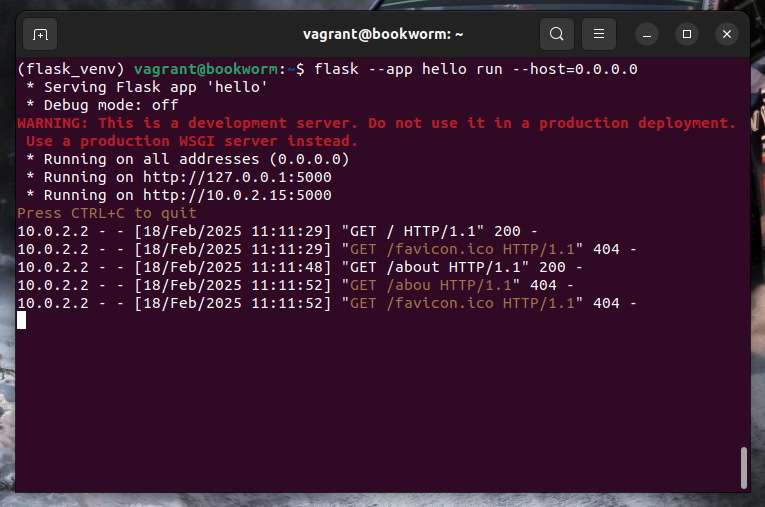 vagrant@bookworm: ~
(flask_venv) vagrant@bookworm:~$ flask --app hello run --host=0.0.0.0
 * Serving Flask app 'hello'
 * Debug mode: off
WARNING: This is a development server. Do not use it in a production deployment.
 Use a production WSGI server instead.
 * Running on all addresses (0.0.0.0)
 * Running on http://127.0.0.1:5000
 * Running on http://10.0.2.15:5000
Press CTRL+C to quit
10.0.2.2 - - [18/Feb/2025 11:11:29] "GET / HTTP/1.1" 200 -
10.0.2.2 - - [18/Feb/2025 11:11:29] "GET /favicon.ico HTTP/1.1" 404 -
10.0.2.2 - - [18/Feb/2025 11:11:48] "GET /about HTTP/1.1" 200 -
10.0.2.2 - - [18/Feb/2025 11:11:52] "GET /abou HTTP/1.1" 404 -
10.0.2.2 - - [18/Feb/2025 11:11:52] "GET /favicon.ico HTTP/1.1" 404 -